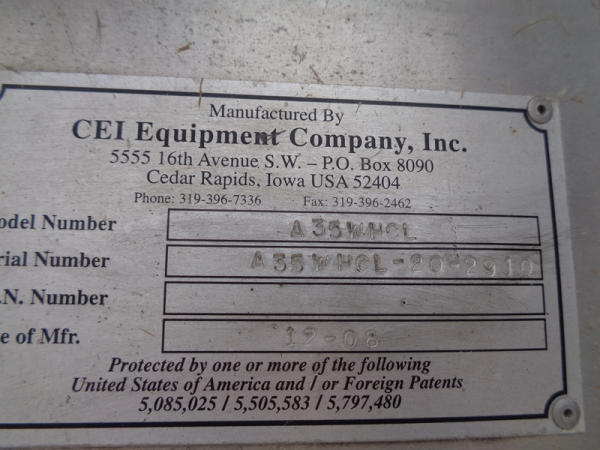 Manufactured By
CEI Equipment Company, Inc.
5555 16th Avenue S.W. – P.O. Box 8090
Cedar Rapids, Iowa USA 52404
Phone: 319-396-7336 Fax: 319-396-2462
odel Number A35WHCL
rial Number A35WHCL-20-2910
.N. Number
e of Mfr. 12-08
Protected by one or more of the following
United States of America and / or Foreign Patents
5,085,025 / 5,505,583 / 5,797,480